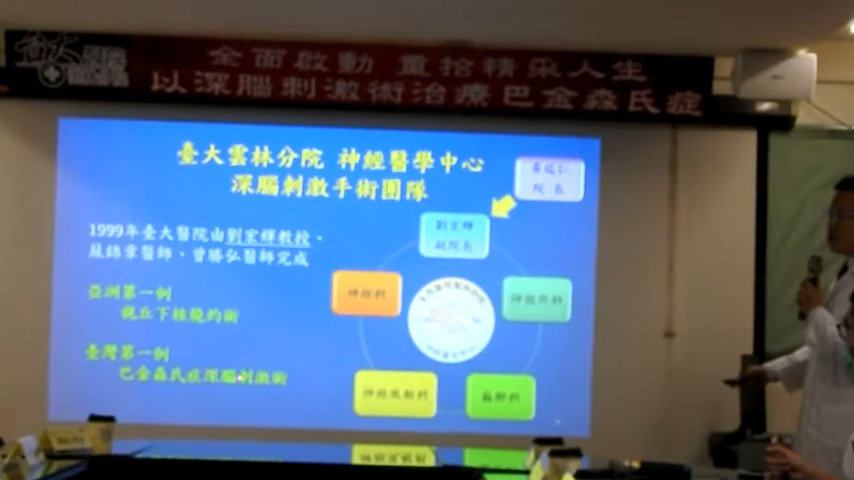 臺大
全面啟動 重拾精采人生
以深腦刺激術治療巴金森氏症
臺大雲林分院 神經醫學中心
深腦刺激手術團隊
院長
劉宏輝
副院長
1999年臺大醫院由劉宏輝教授、
醫師、曾勝弘醫師完成
亞洲第一例
視丘下核燒灼術
臺灣第一例
巴金森氏症深腦刺激術
神經科
神經外科
神經放射科
麻醉科